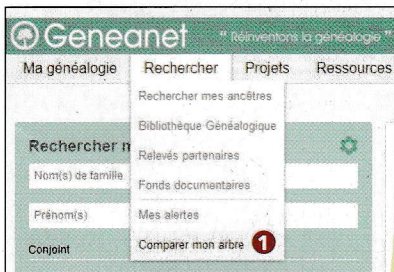 Geneanet " Réinventons la généalogie "
Ma généalogie Rechercher Projets Ressources
Rechercher mes ancêtres
Bibliothèque Généalogique
Rechercher m
Relevés partenaires
Nom(s) de famille
Fonds documentaires
Prénom(s)
Mes alertes
Conjoint
Comparer mon arbre 1